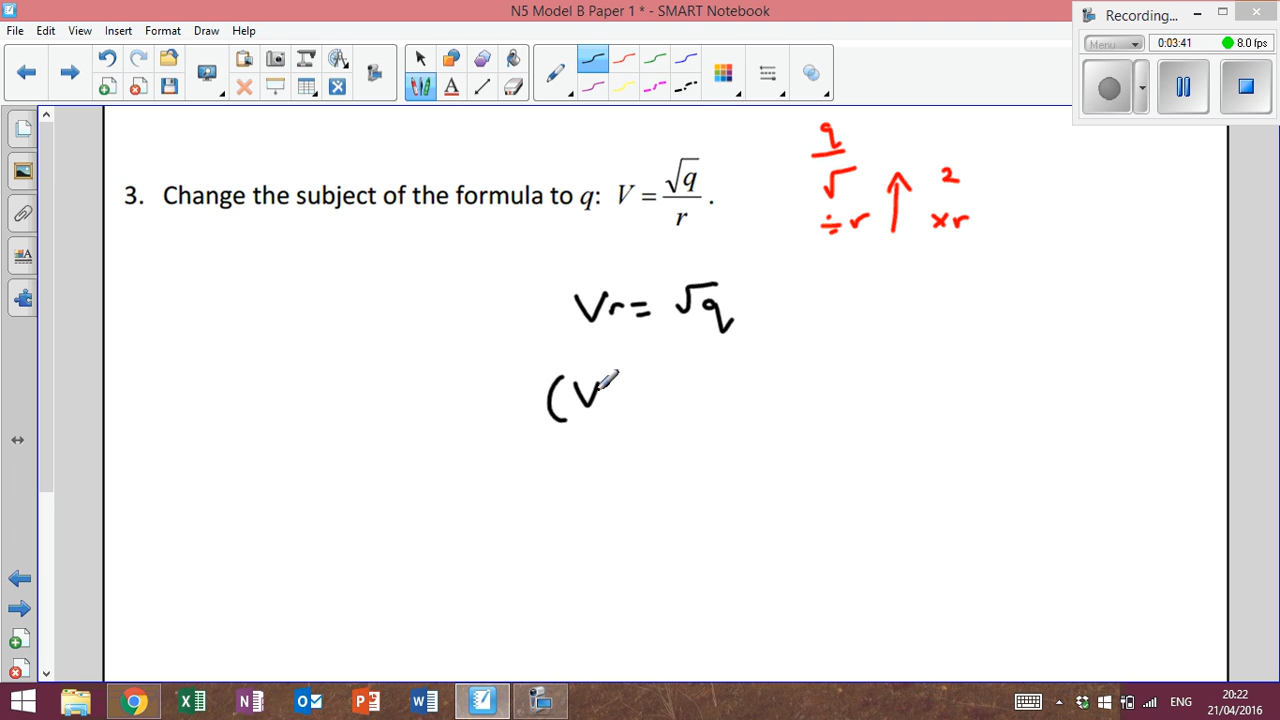 N5 Model B Paper 1 * - SMART Notebook
Recording...
File Edit View Insert Format Draw Help
Menu
0:03:41
8.0 fps
3. Change the subject of the formula to q: V = √q / r .
q
√ 2
÷r ×r
Vr = √q
(V
ENG
20:22
21/04/2016